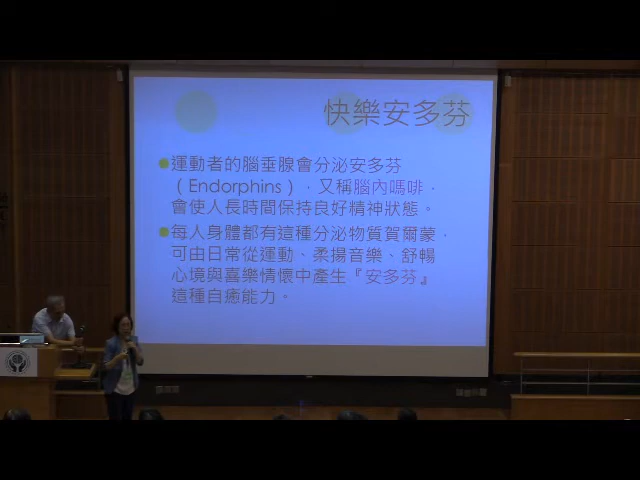 快樂安多芬
運動者的腦垂腺會分泌安多芬
（Endorphins），又稱腦內嗎啡，
會使人長時間保持良好精神狀態。
每人身體都有這種分泌物質賀爾蒙，
可由日常從運動、柔揚音樂、舒暢
心境與喜樂情懷中產生『安多芬』
這種自癒能力。